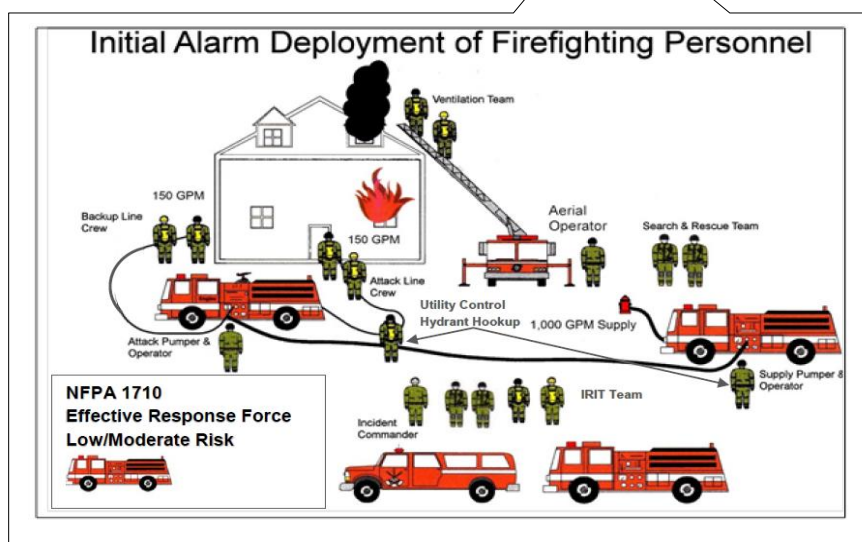 Initial Alarm Deployment of Firefighting Personnel
Ventilation Team
150 GPM
Backup Line
Crew
150 GPM
Attack Line
Crew
Aerial
Operator
Search & Rescue Team
Utility Control
Hydrant Hookup
1,000 GPM Supply
Attack Pumper &
Operator
Supply Pumper &
Operator
NFPA 1710
Effective Response Force
Low/Moderate Risk
IRIT Team
Incident
Commander